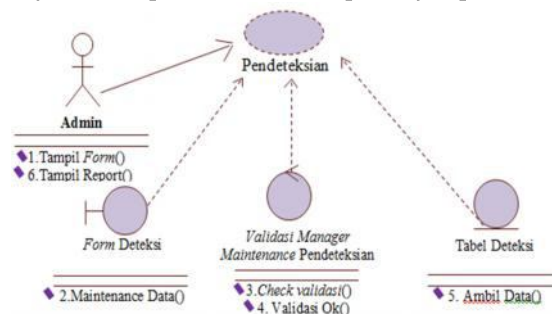 Pendeteksian
Admin
1.Tampil Form()
6.Tampil Report()
Form Deteksi
2.Maintenance Data()
Validasi Manager
Maintenance Pendeteksian
3.Check validasi()
4. Validasi Ok()
Tabel Deteksi
5. Ambil Data()